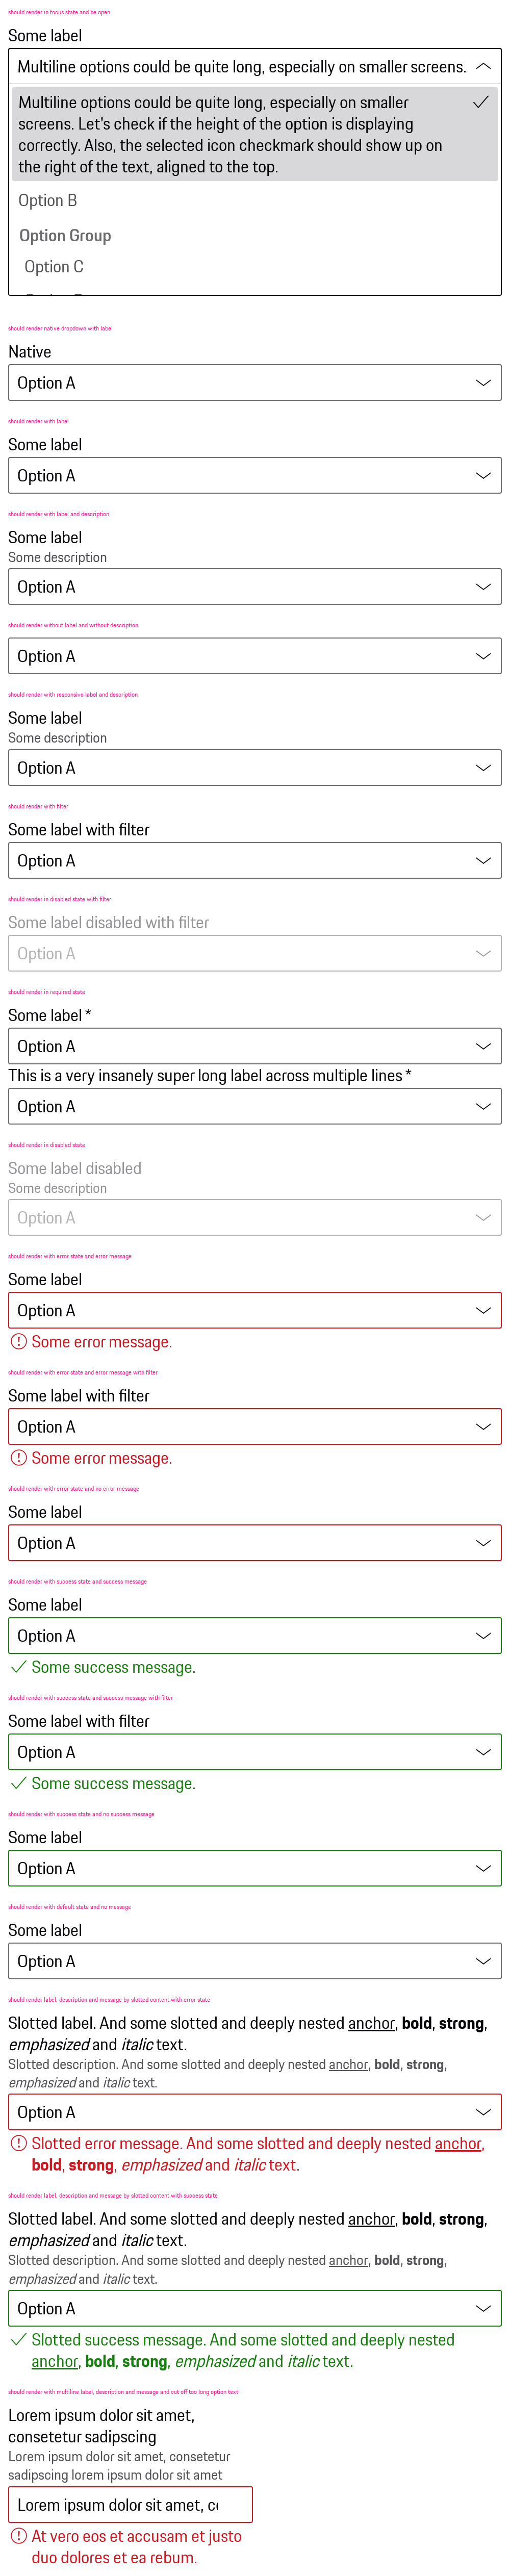 should render in focus state and be open
Some label
Multiline options could be quite long, especially on smaller screens.
Multiline options could be quite long, especially on smaller
screens. Let's check if the height of the option is displaying
correctly. Also, the selected icon checkmark should show up on
the right of the text, aligned to the top.
Option B
Option Group
Option C
should render native dropdown with label
Native
Option A
should render with label
Some label
Option A
should render with label and description
Some label
Some description
Option A
should render without label and without description
Option A
should render with responsive label and description
Some label
Some description
Option A
should render with filter
Some label with filter
Option A
should render in disabled state with filter
Some label disabled with filter
Option A
should render in required state
Some label *
Option A
This is a very insanely super long label across multiple lines *
Option A
should render in disabled state
Some label disabled
Some description
Option A
should render with error state and error message
Some label
Option A
Some error message.
should render with error state and error message with filter
Some label with filter
Option A
Some error message.
should render with error state and no error message
Some label
Option A
should render with success state and success message
Some label
Option A
Some success message.
should render with success state and success message with filter
Some label with filter
Option A
Some success message.
should render with success state and no success message
Some label
Option A
should render with default state and no message
Some label
Option A
should render label, description and message by slotted content with error state
Slotted label. And some slotted and deeply nested anchor, bold, strong,
emphasized and italic text.
Slotted description. And some slotted and deeply nested anchor, bold, strong,
emphasized and italic text.
Option A
Slotted error message. And some slotted and deeply nested anchor,
bold, strong, emphasized and italic text.
should render label, description and message by slotted content with success state
Slotted label. And some slotted and deeply nested anchor, bold, strong,
emphasized and italic text.
Slotted description. And some slotted and deeply nested anchor, bold, strong,
emphasized and italic text.
Option A
Slotted success message. And some slotted and deeply nested
anchor, bold, strong, emphasized and italic text.
should render with multiline label, description and message and cut off too long option text
Lorem ipsum dolor sit amet,
consetetur sadipscing
Lorem ipsum dolor sit amet, consetetur
sadipscing lorem ipsum dolor sit amet
Lorem ipsum dolor sit amet, c
At vero eos et accusam et justo
duo dolores et ea rebum.